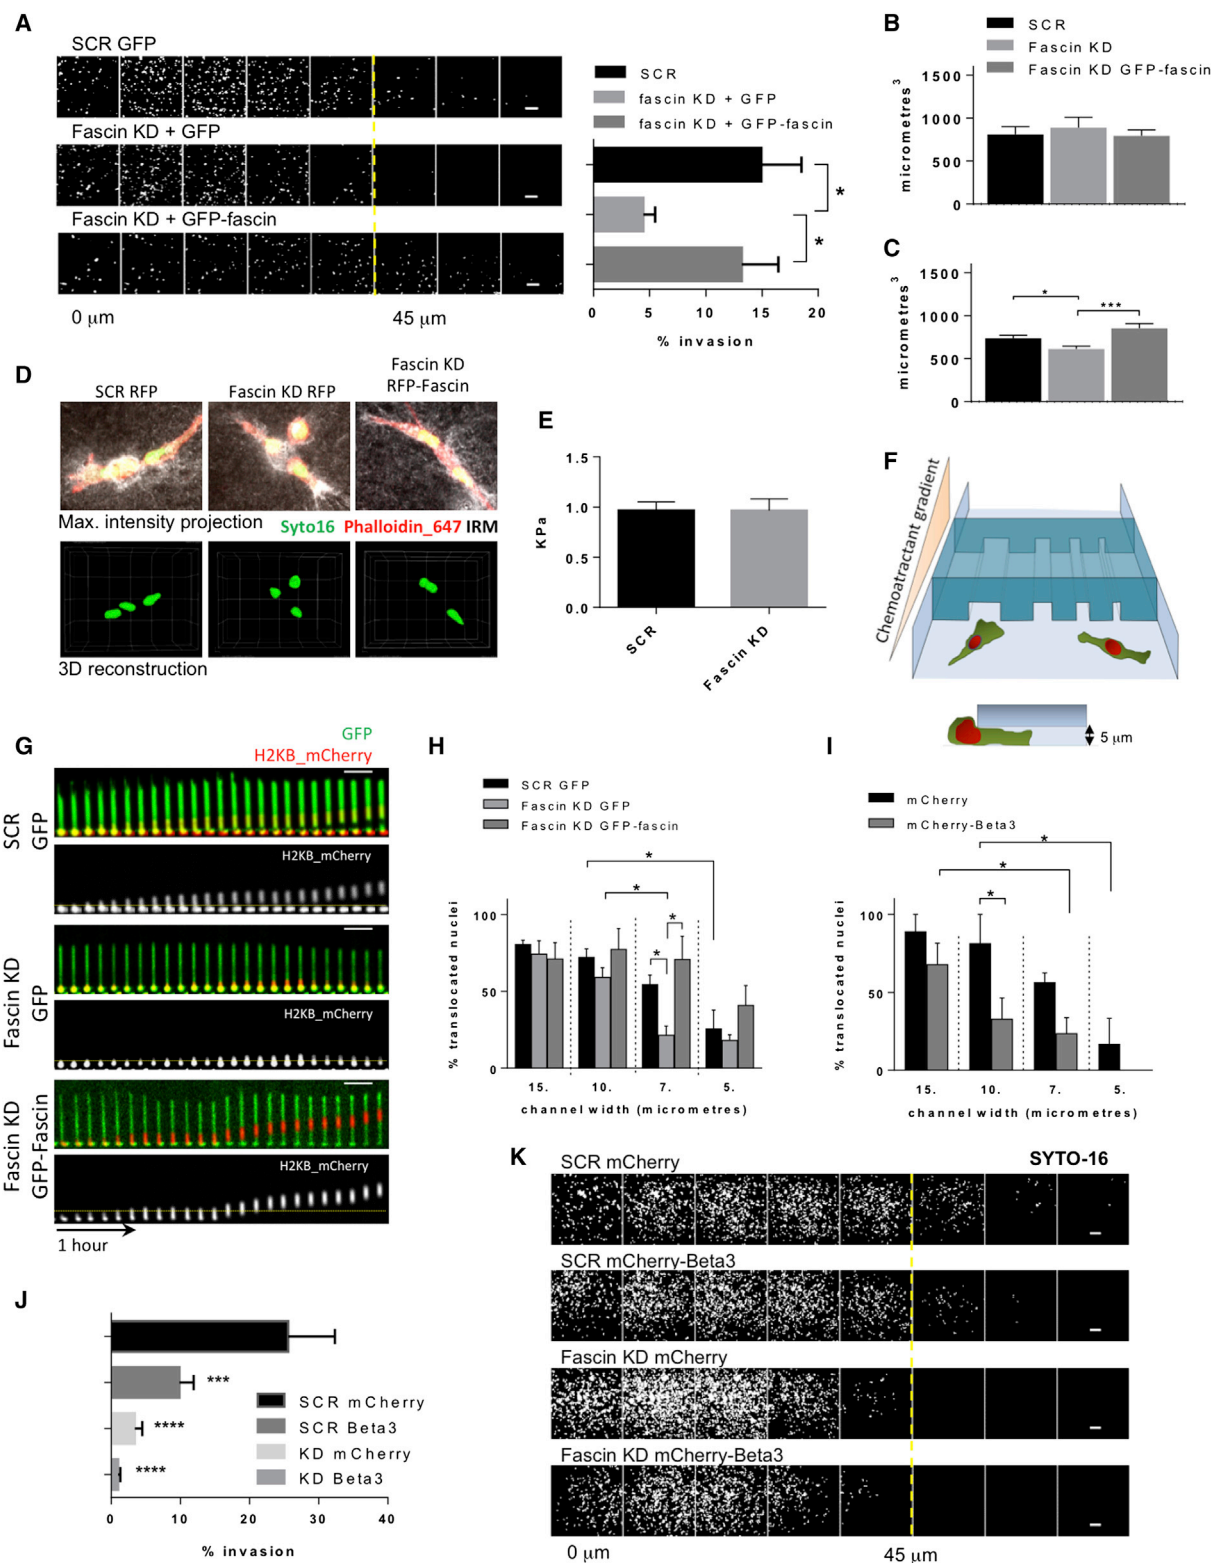 A
SCR GFP
Fascin KD + GFP
Fascin KD + GFP-fascin
0 μm
45 μm
SCR
fascin KD + GFP
fascin KD + GFP-fascin
*
*
0 5 10 15 20
% invasion
B
SCR
Fascin KD
Fascin KD GFP-fascin
micrometres³
1500
1000
500
0
C
micrometres³
1500
1000
500
0
*
***
D
SCR RFP
Fascin KD RFP
Fascin KD
RFP-Fascin
Max. intensity projection
Syto16 Phalloidin_647 IRM
3D reconstruction
E
KPa
1.5
1.0
0.5
0.0
SCR
Fascin KD
F
Chemoatractant gradient
5 μm
G
GFP
H2KB_mCherry
SCR
GFP
H2KB_mCherry
Fascin KD
GFP
H2KB_mCherry
Fascin KD
GFP-Fascin
H2KB_mCherry
1 hour
H
SCR GFP
Fascin KD GFP
Fascin KD GFP-fascin
*
*
*
*
% translocated nuclei
100
50
0
15. 10. 7. 5.
channel width (micrometres)
I
mCherry
mCherry-Beta3
*
*
*
% translocated nuclei
100
50
0
15. 10. 7. 5.
channel width (micrometres)
J
***
****
****
SCR mCherry
SCR Beta3
KD mCherry
KD Beta3
0 10 20 30 40
% invasion
K
SCR mCherry
SYTO-16
SCR mCherry-Beta3
Fascin KD mCherry
Fascin KD mCherry-Beta3
0 μm
45 μm